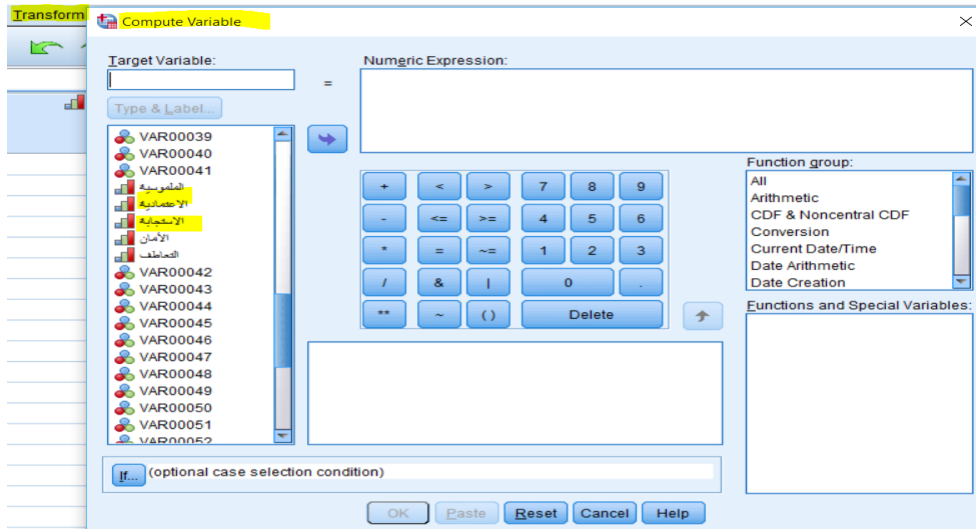 Transform
Compute Variable
Target Variable:
Numeric Expression:
=
Type & Label...
VAR00039
VAR00040
VAR00041
الملموسية
الاعتمادية
الاستجابة
الأمان
التعاطف
VAR00042
VAR00043
VAR00044
VAR00045
VAR00046
VAR00047
VAR00048
VAR00049
VAR00050
VAR00051
VAR00052
+ < > 7 8 9
- <= >= 4 5 6
* = ~= 1 2 3
/ & | 0 .
** ~ ( ) Delete
Function group:
All
Arithmetic
CDF & Noncentral CDF
Conversion
Current Date/Time
Date Arithmetic
Date Creation
Functions and Special Variables:
If... (optional case selection condition)
OK Paste Reset Cancel Help